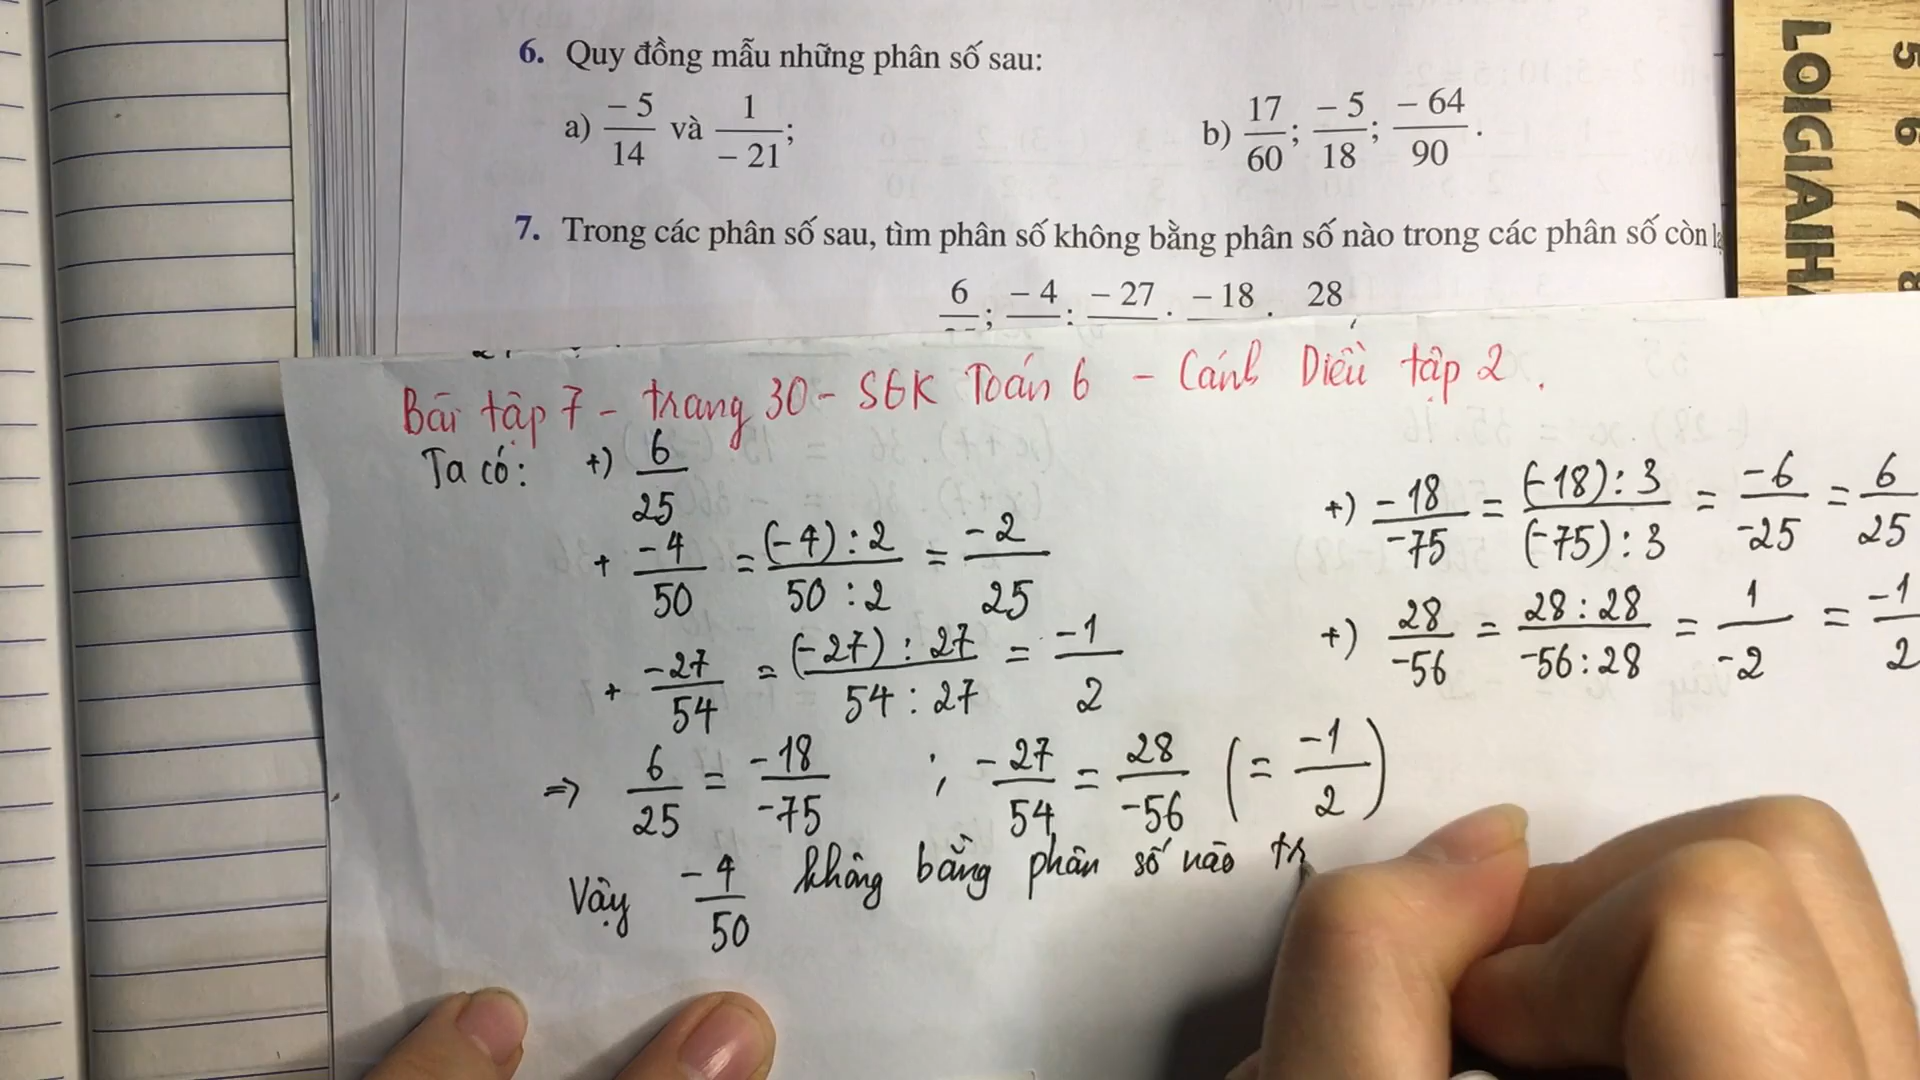 6. Quy đồng mẫu những phân số sau:
a) -5/14 và 1/-21; b) 17/60; -5/18; -64/90.
7. Trong các phân số sau, tìm phân số không bằng phân số nào trong các phân số còn
6 ; -4 ; -27 . -18 . 28
LOIGIAIH
5 6 7 8
Bài tập 7 - trang 30 - SGK Toán 6 - Cánh Diều tập 2.
Ta có: +) 6/25
+ -4/50 = (-4):2/50:2 = -2/25
+ -27/54 = (-27):27/54:27 = -1/2
+) -18/-75 = (-18):3/(-75):3 = -6/-25 = 6/25
+) 28/-56 = 28:28/-56:28 = 1/-2 = -1/2
=> 6/25 = -18/-75 ; -27/54 = 28/-56 (= -1/2)
Vậy -4/50 không bằng phân số nào tr